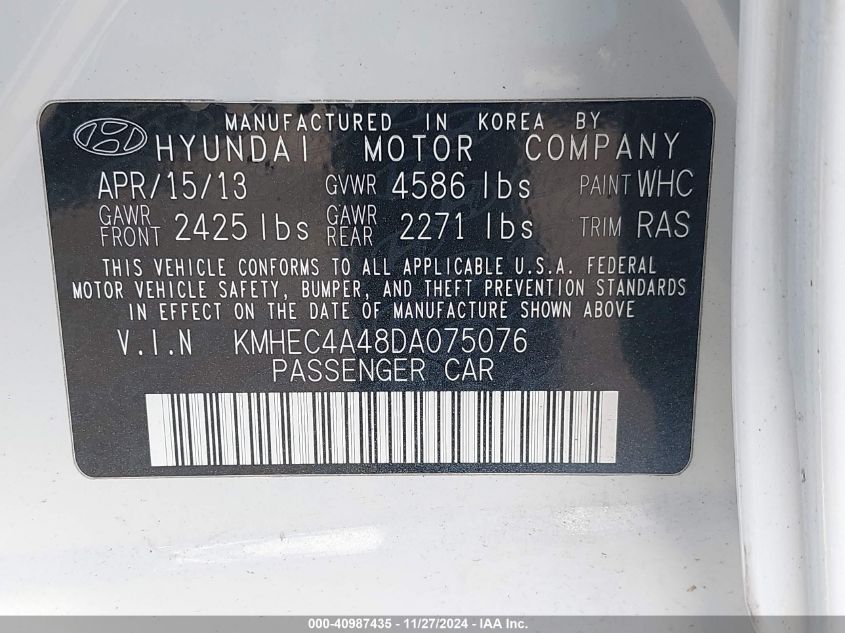 MANUFACTURED IN KOREA BY
HYUNDAI MOTOR COMPANY
APR/15/13 GVWR 4586 lbs PAINT WHC
GAWR FRONT 2425 lbs GAWR REAR 2271 lbs TRIM RAS
THIS VEHICLE CONFORMS TO ALL APPLICABLE U.S.A. FEDERAL
MOTOR VEHICLE SAFETY, BUMPER, AND THEFT PREVENTION STANDARDS
IN EFFECT ON THE DATE OF MANUFACTURE SHOWN ABOVE
V.I.N KMHEC4A48DA075076
PASSENGER CAR
000-40987435 - 11/27/2024 - IAA Inc.